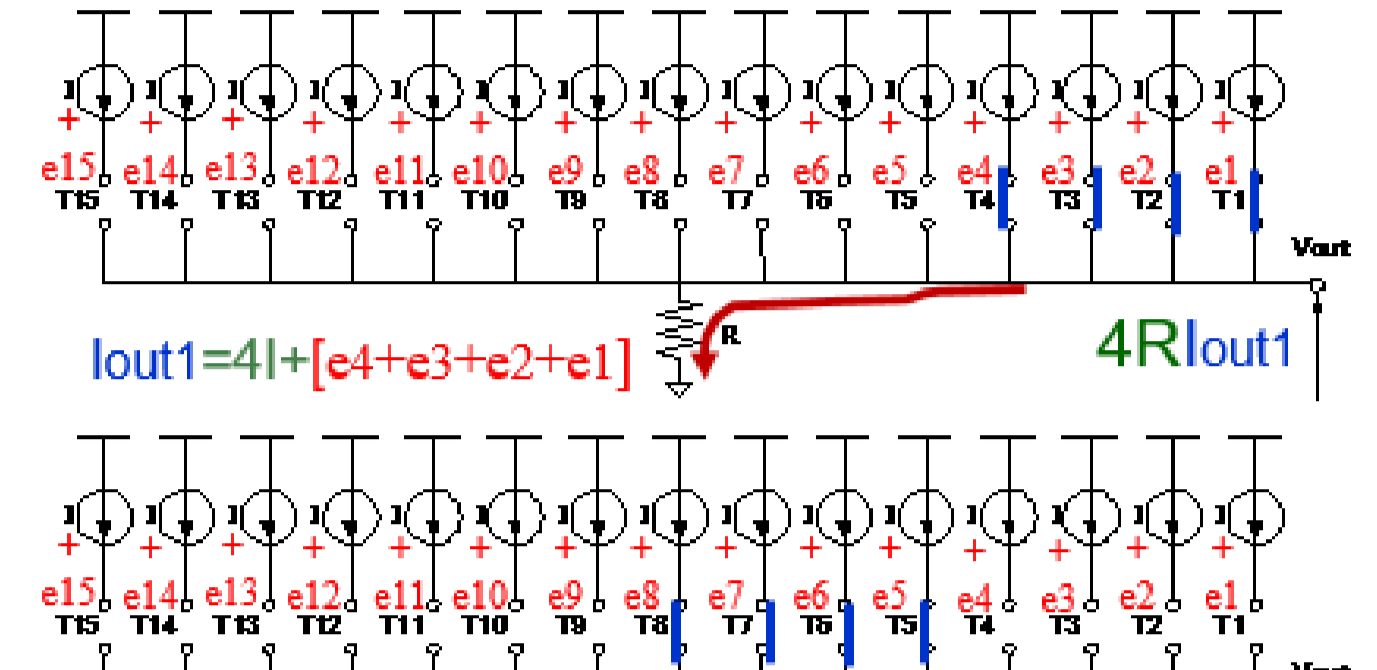 I I I I I I I I I I I I I I I
+ + + + + + + + + + + + + + +
e15 e14 e13 e12 e11 e10 e9 e8 e7 e6 e5 e4 e3 e2 e1
T15 T14 T13 T12 T11 T10 T9 T8 T7 T6 T5 T4 T3 T2 T1
Vout
R
Iout1=4I+[e4+e3+e2+e1]
4RIout1
I I I I I I I I I I I I I I I
+ + + + + + + + + + + + + + +
e15 e14 e13 e12 e11 e10 e9 e8 e7 e6 e5 e4 e3 e2 e1
T15 T14 T13 T12 T11 T10 T9 T8 T7 T6 T5 T4 T3 T2 T1